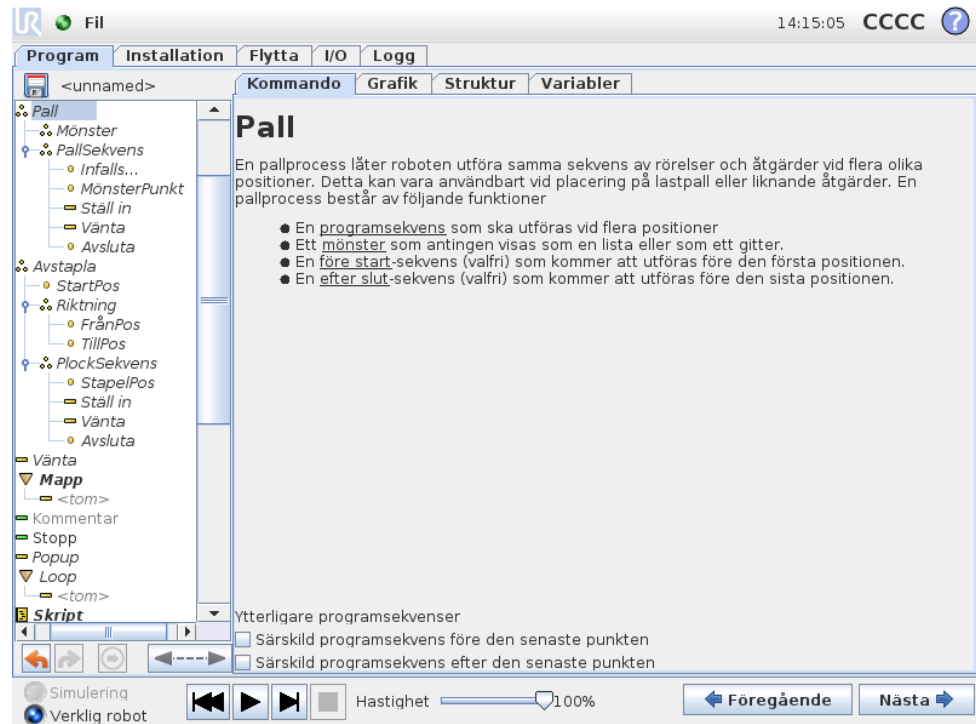 UR Fil 14:15:05 CCCC ?
Program Installation Flytta I/O Logg
<unnamed>
Pall
Mönster
PallSekvens
Infalls...
MönsterPunkt
Ställ in
Vänta
Avsluta
Avstapla
StartPos
Riktning
FrånPos
TillPos
PlockSekvens
StapelPos
Ställ in
Vänta
Avsluta
Vänta
Mapp
<tom>
Kommentar
Stopp
Popup
Loop
<tom>
Skript
Kommando Grafik Struktur Variabler
Pall
En pallprocess låter roboten utföra samma sekvens av rörelser och åtgärder vid flera olika
positioner. Detta kan vara användbart vid placering på lastpall eller liknande åtgärder. En
pallprocess består av följande funktioner
En programsekvens som ska utföras vid flera positioner
Ett mönster som antingen visas som en lista eller som ett gitter.
En före start-sekvens (valfri) som kommer att utföras före den första positionen.
En efter slut-sekvens (valfri) som kommer att utföras före den sista positionen.
Ytterligare programsekvenser
Särskild programsekvens före den senaste punkten
Särskild programsekvens efter den senaste punkten
Simulering
Verklig robot
Hastighet 100%
Föregående Nästa